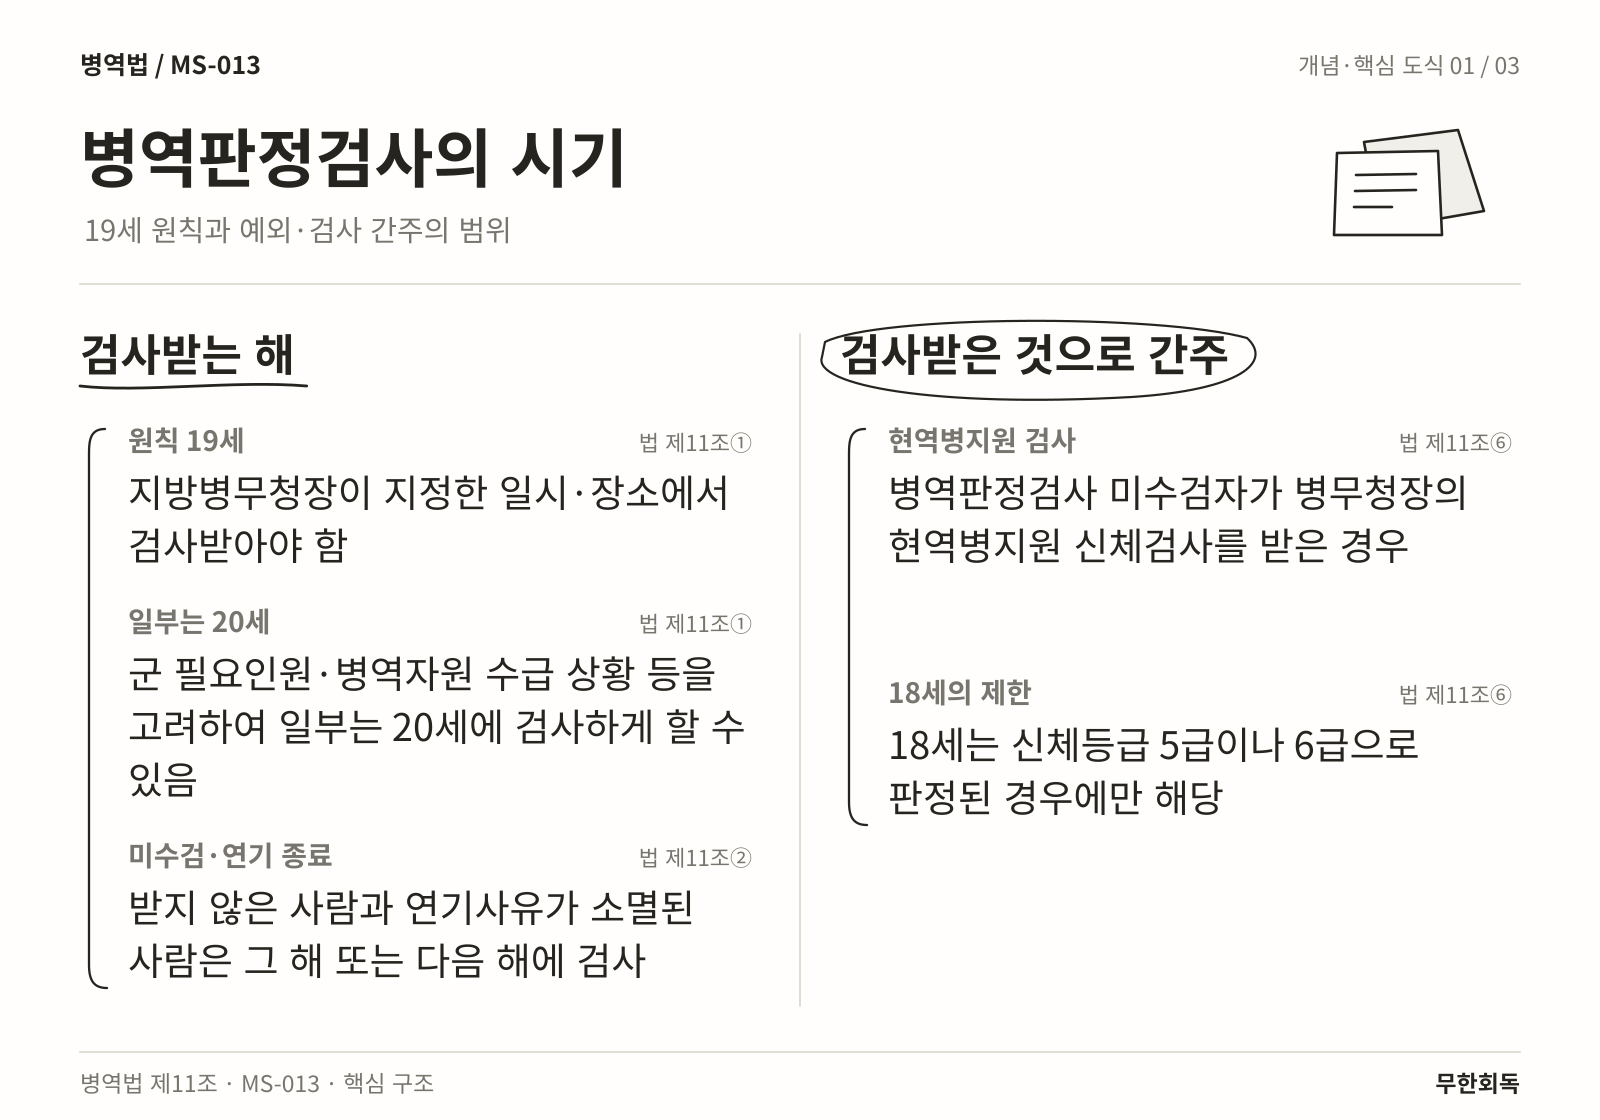 병역법 / MS-013
개념·핵심 도식 01 / 03
병역판정검사의 시기
19세 원칙과 예외·검사 간주의 범위
검사받는 해
원칙 19세
법 제11조①
지방병무청장이 지정한 일시·장소에서
검사받아야 함
일부는 20세
법 제11조①
군 필요인원·병역자원 수급 상황 등을
고려하여 일부는 20세에 검사하게 할 수
있음
미수검·연기 종료
법 제11조②
받지 않은 사람과 연기사유가 소멸된
사람은 그 해 또는 다음 해에 검사
검사받은 것으로 간주
현역병지원 검사
법 제11조⑥
병역판정검사 미수검자가 병무청장의
현역병지원 신체검사를 받은 경우
18세의 제한
법 제11조⑥
18세는 신체등급 5급이나 6급으로
판정된 경우에만 해당
병역법 제11조 · MS-013 · 핵심 구조
무한회독